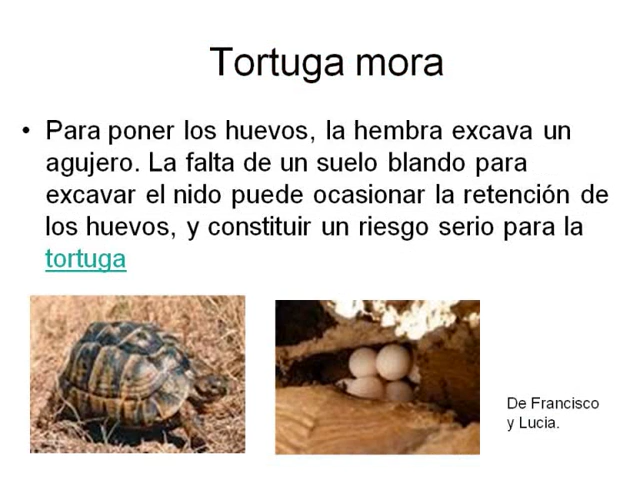 Tortuga mora
• Para poner los huevos, la hembra excava un
agujero. La falta de un suelo blando para
excavar el nido puede ocasionar la retención de
los huevos, y constituir un riesgo serio para la
tortuga
De Francisco
y Lucia.